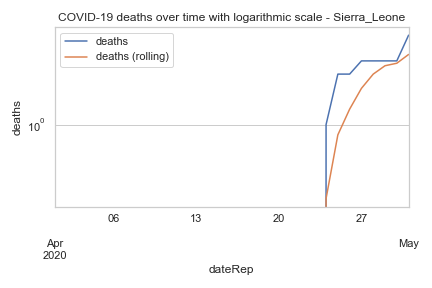 COVID-19 deaths over time with logarithmic scale - Sierra_Leone
deaths
deaths (rolling)
deaths
10⁰
06 13 20 27
Apr May
2020
dateRep